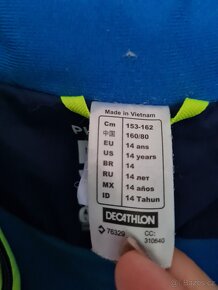 Made in Vietnam
Cm 153-162
中国 160/80
EU 14 ans
US 14 years
BR 14
RU 14 лет
MX 14 años
ID 14 Tahun
DECATHLON
76329 CC:
310640